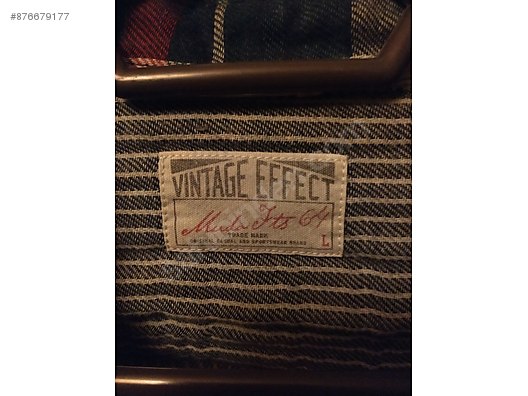 #876679177
VINTAGE EFFECT
TRADE MARK
ORIGINAL CASUAL AND SPORTSWEAR BRAND
L